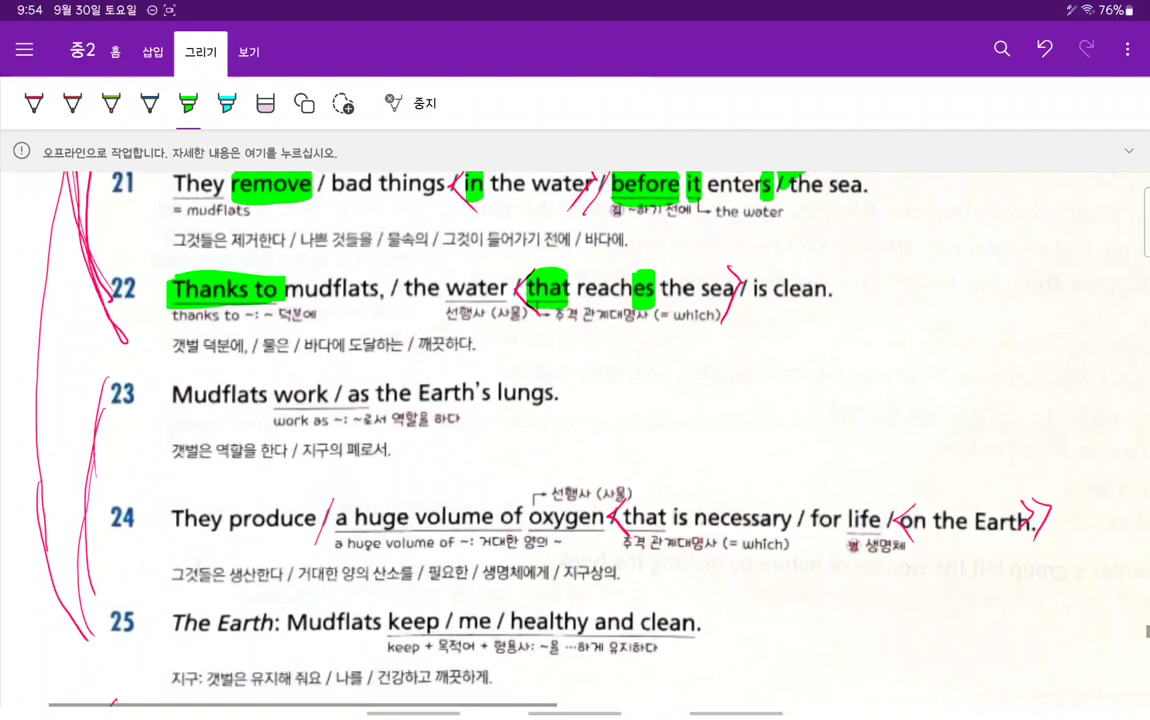 9:54 9월 30일 토요일 76%
중2 홈 삽입 그리기 보기
중지
오프라인으로 작업합니다. 자세한 내용은 여기를 누르십시오.
21 They remove / bad things / in the water / before it enters / the sea.
= mudflats 접 ~하기 전에 the water
그것들은 제거한다 / 나쁜 것들을 / 물속의 / 그것이 들어가기 전에 / 바다에.
22 Thanks to mudflats, / the water / that reaches the sea / is clean.
thanks to ~: ~ 덕분에 선행사 (사물) 주격 관계대명사 (= which)
갯벌 덕분에, / 물은 / 바다에 도달하는 / 깨끗하다.
23 Mudflats work / as the Earth's lungs.
work as ~: ~로서 역할을 하다
갯벌은 역할을 한다 / 지구의 폐로서.
선행사 (사물)
24 They produce / a huge volume of oxygen / that is necessary / for life / on the Earth.
a huge volume of ~: 거대한 양의 ~ 주격 관계대명사 (= which) 명 생명체
그것들은 생산한다 / 거대한 양의 산소를 / 필요한 / 생명체에게 / 지구상의.
25 The Earth: Mudflats keep / me / healthy and clean.
keep + 목적어 + 형용사: ~을 …하게 유지하다
지구: 갯벌은 유지해 줘요 / 나를 / 건강하고 깨끗하게.